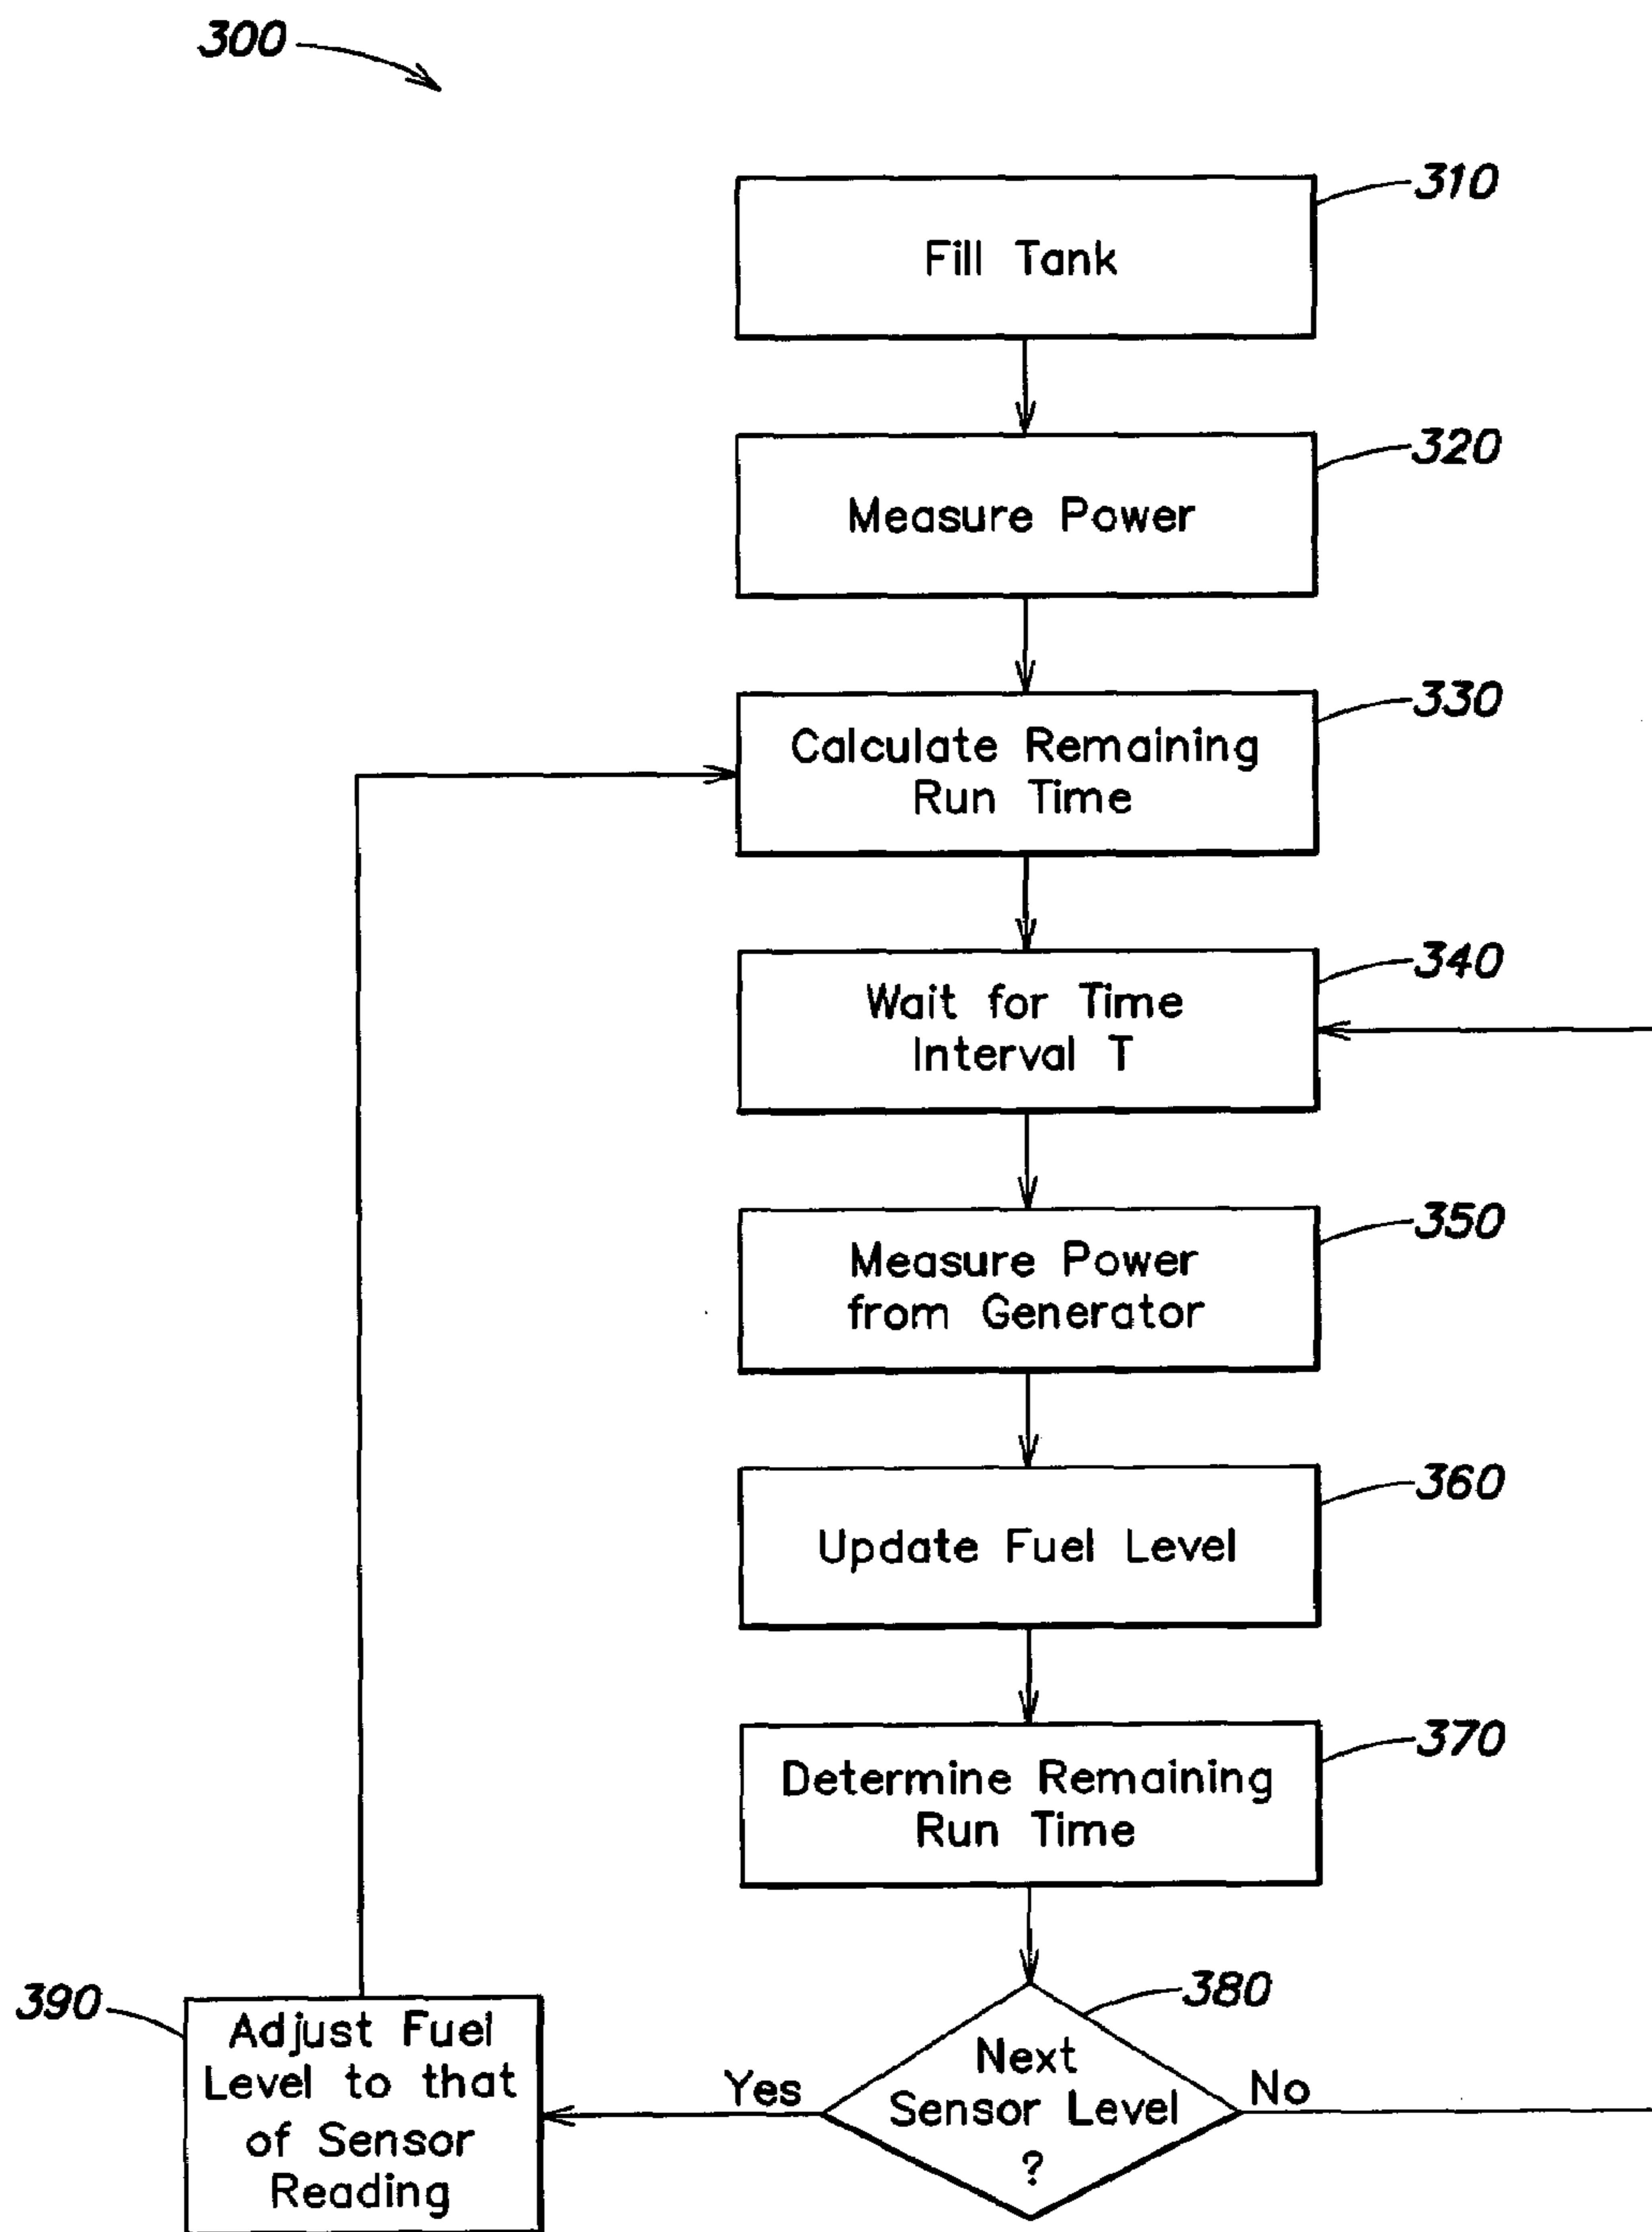 300
310
Fill Tank
320
Measure Power
330
Calculate Remaining
Run Time
340
Wait for Time
Interval T
350
Measure Power
from Generator
360
Update Fuel Level
370
Determine Remaining
Run Time
380
Next
Sensor Level
?
Yes
No
390
Adjust Fuel
Level to that
of Sensor
Reading